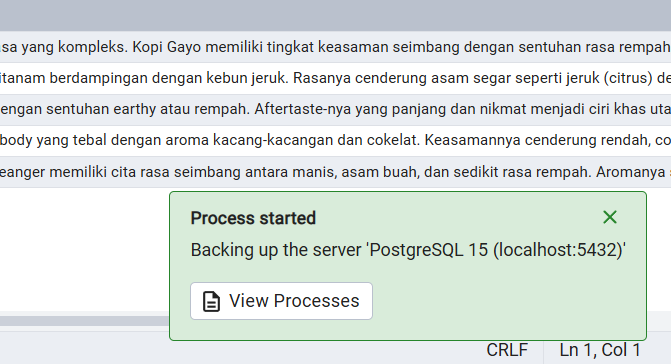 asa yang kompleks. Kopi Gayo memiliki tingkat keasaman seimbang dengan sentuhan rasa rempah
itanam berdampingan dengan kebun jeruk. Rasanya cenderung asam segar seperti jeruk (citrus) de
engan sentuhan earthy atau rempah. Aftertaste-nya yang panjang dan nikmat menjadi ciri khas uta
body yang tebal dengan aroma kacang-kacangan dan cokelat. Keasamannya cenderung rendah, co
eanger memiliki cita rasa seimbang antara manis, asam buah, dan sedikit rasa rempah. Aromanya s
Process started
Backing up the server 'PostgreSQL 15 (localhost:5432)'
View Processes
CRLF Ln 1, Col 1